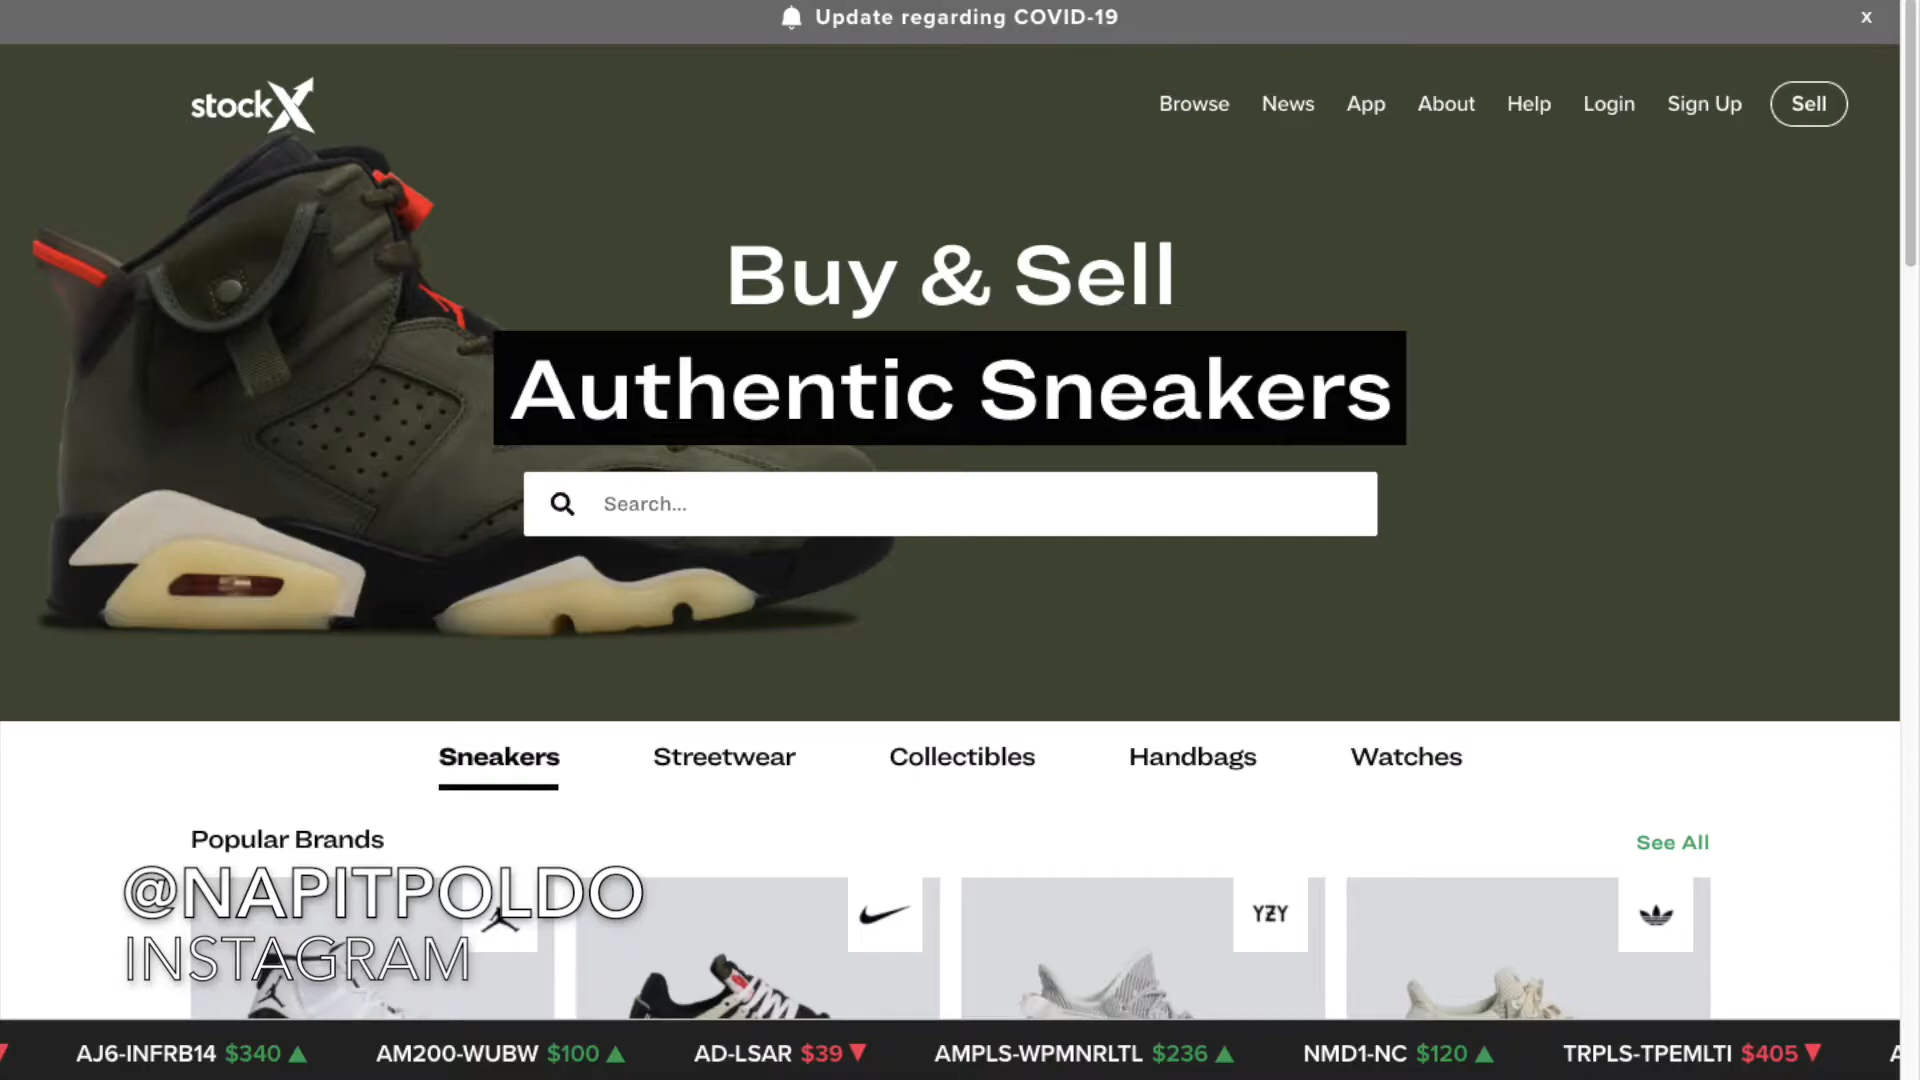 Update regarding COVID-19 x
stockX Browse News App About Help Login Sign Up Sell
Buy & Sell
Authentic Sneakers
Search...
Sneakers Streetwear Collectibles Handbags Watches
Popular Brands See All
@NAPITPOLDO
INSTAGRAM
YZY
AJ6-INFRB14 $340 ▲ AM200-WUBW $100 ▲ AD-LSAR $39 ▼ AMPLS-WPMNRLTL $236 ▲ NMD1-NC $120 ▲ TRPLS-TPEMLTI $405 ▼